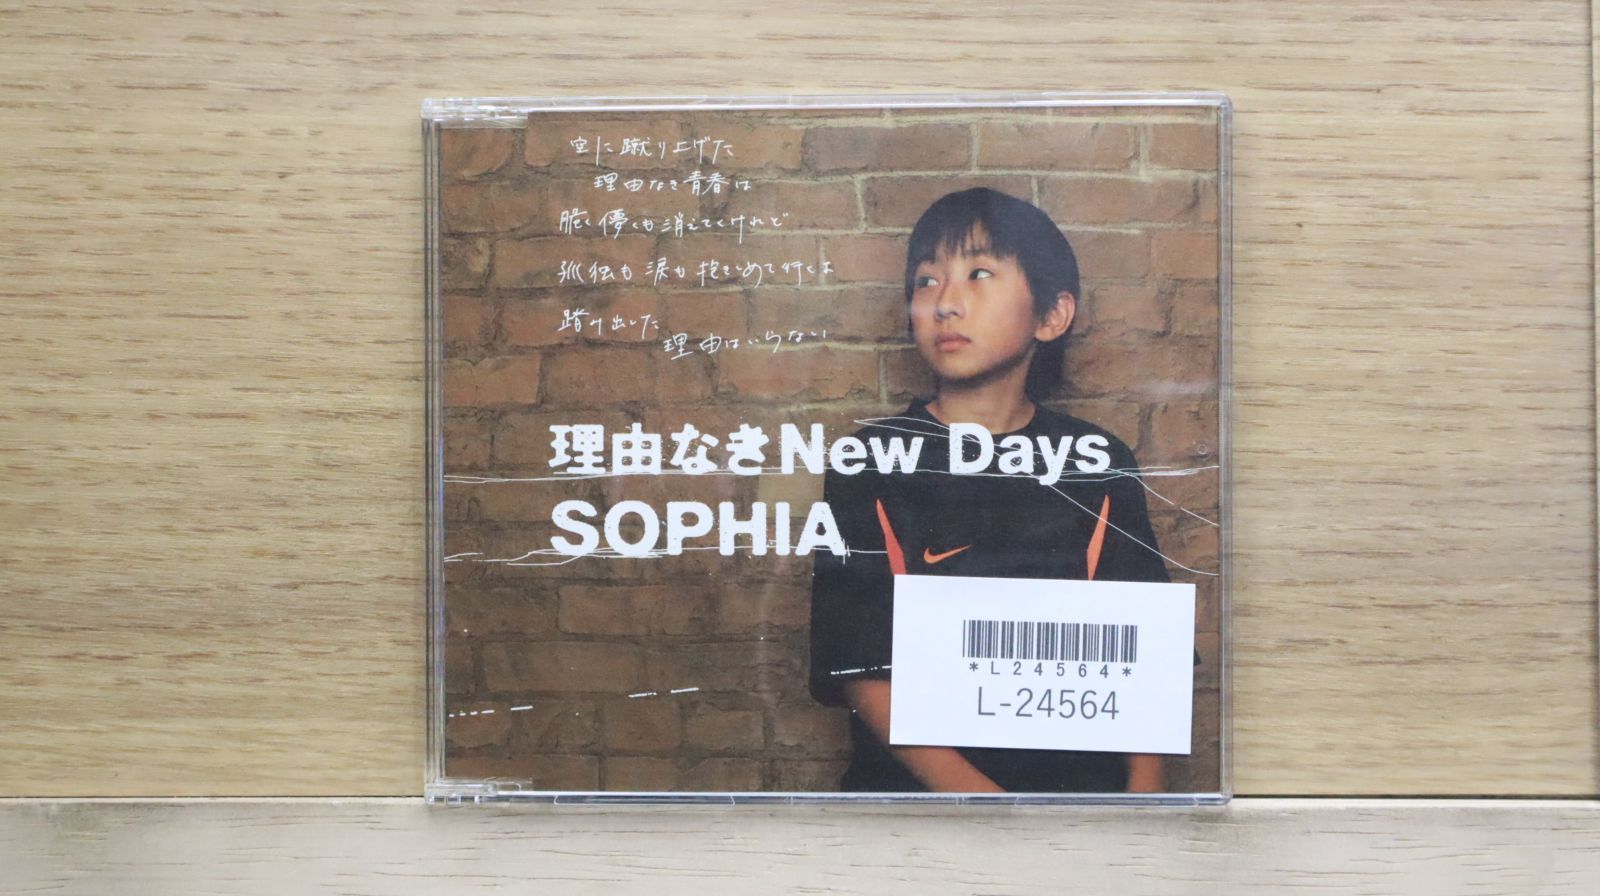 空に蹴り上げた
理由なき青春は
脆く儚くも消えてくけれど
孤独も涙も抱きしめて行くよ
踏み出した
理由はいらない
理由なきNew Days
SOPHIA
*L24564*
L-24564